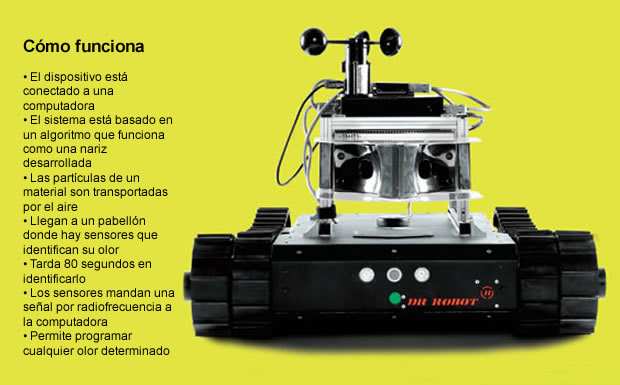 Cómo funciona
• El dispositivo está
conectado a una
computadora
• El sistema está basado en
un algoritmo que funciona
como una nariz
desarrollada
• Las partículas de un
material son transportadas
por el aire
• Llegan a un pabellón
donde hay sensores que
identifican su olor
• Tarda 80 segundos en
identificarlo
• Los sensores mandan una
señal por radiofrecuencia a
la computadora
• Permite programar
cualquier olor determinado
DR ROBOT